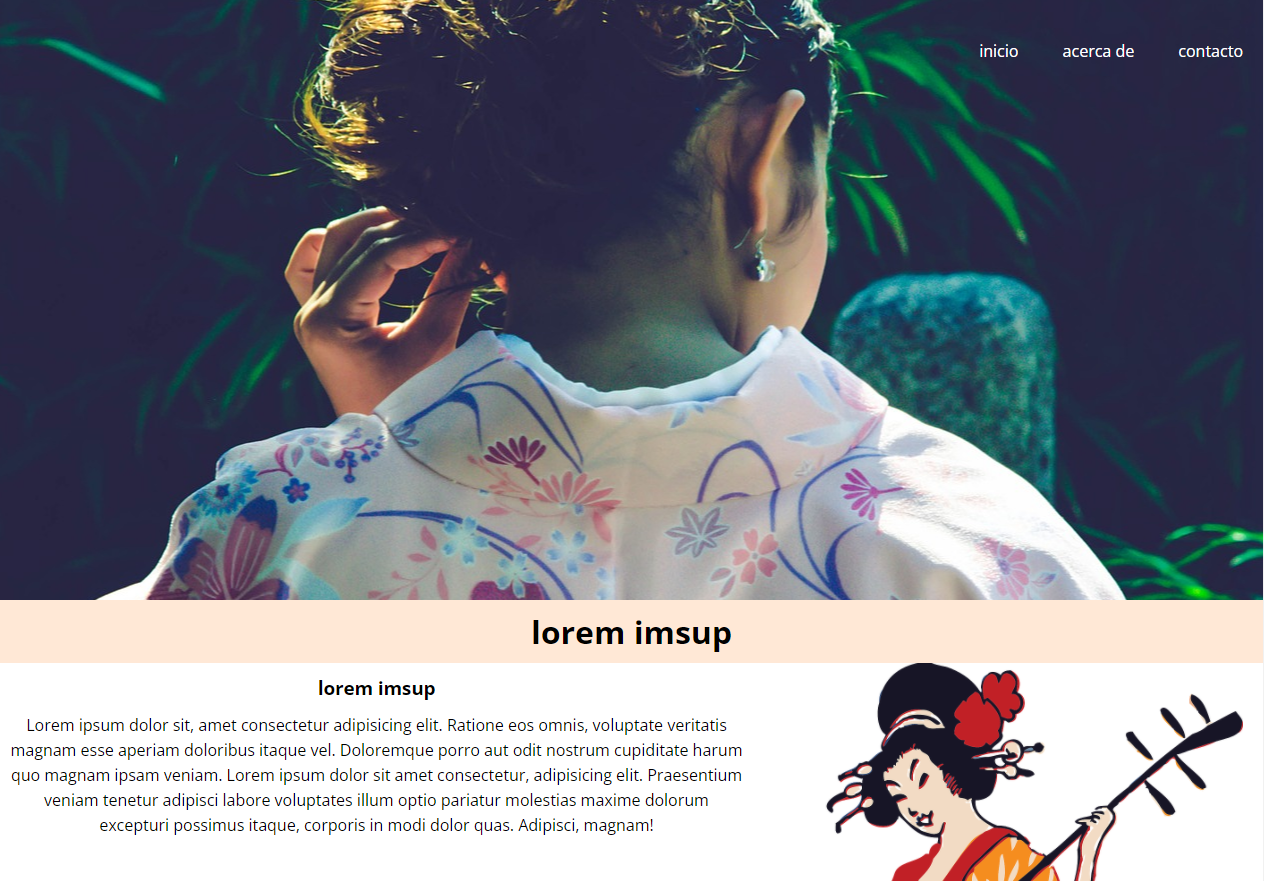 inicio acerca de contacto
lorem imsup
lorem imsup
Lorem ipsum dolor sit, amet consectetur adipisicing elit. Ratione eos omnis, voluptate veritatis
magnam esse aperiam doloribus itaque vel. Doloremque porro aut odit nostrum cupiditate harum
quo magnam ipsam veniam. Lorem ipsum dolor sit amet consectetur, adipisicing elit. Praesentium
veniam tenetur adipisci labore voluptates illum optio pariatur molestias maxime dolorum
excepturi possimus itaque, corporis in modi dolor quas. Adipisci, magnam!